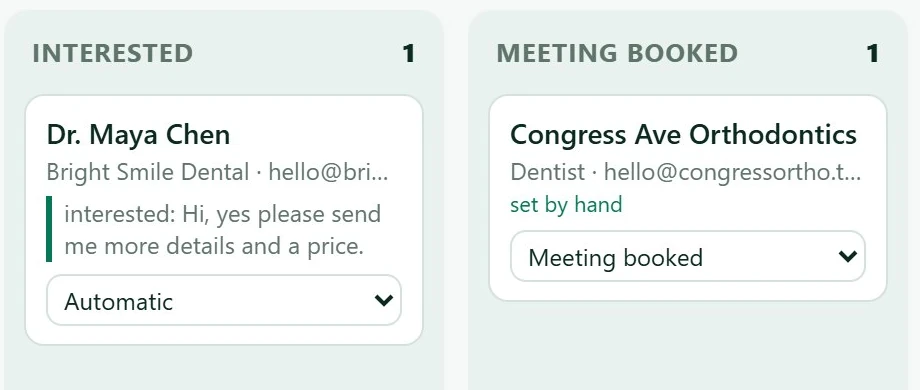 INTERESTED 1
Dr. Maya Chen
Bright Smile Dental · hello@bri...
interested: Hi, yes please send
me more details and a price.
Automatic
MEETING BOOKED 1
Congress Ave Orthodontics
Dentist · hello@congressortho.t...
set by hand
Meeting booked